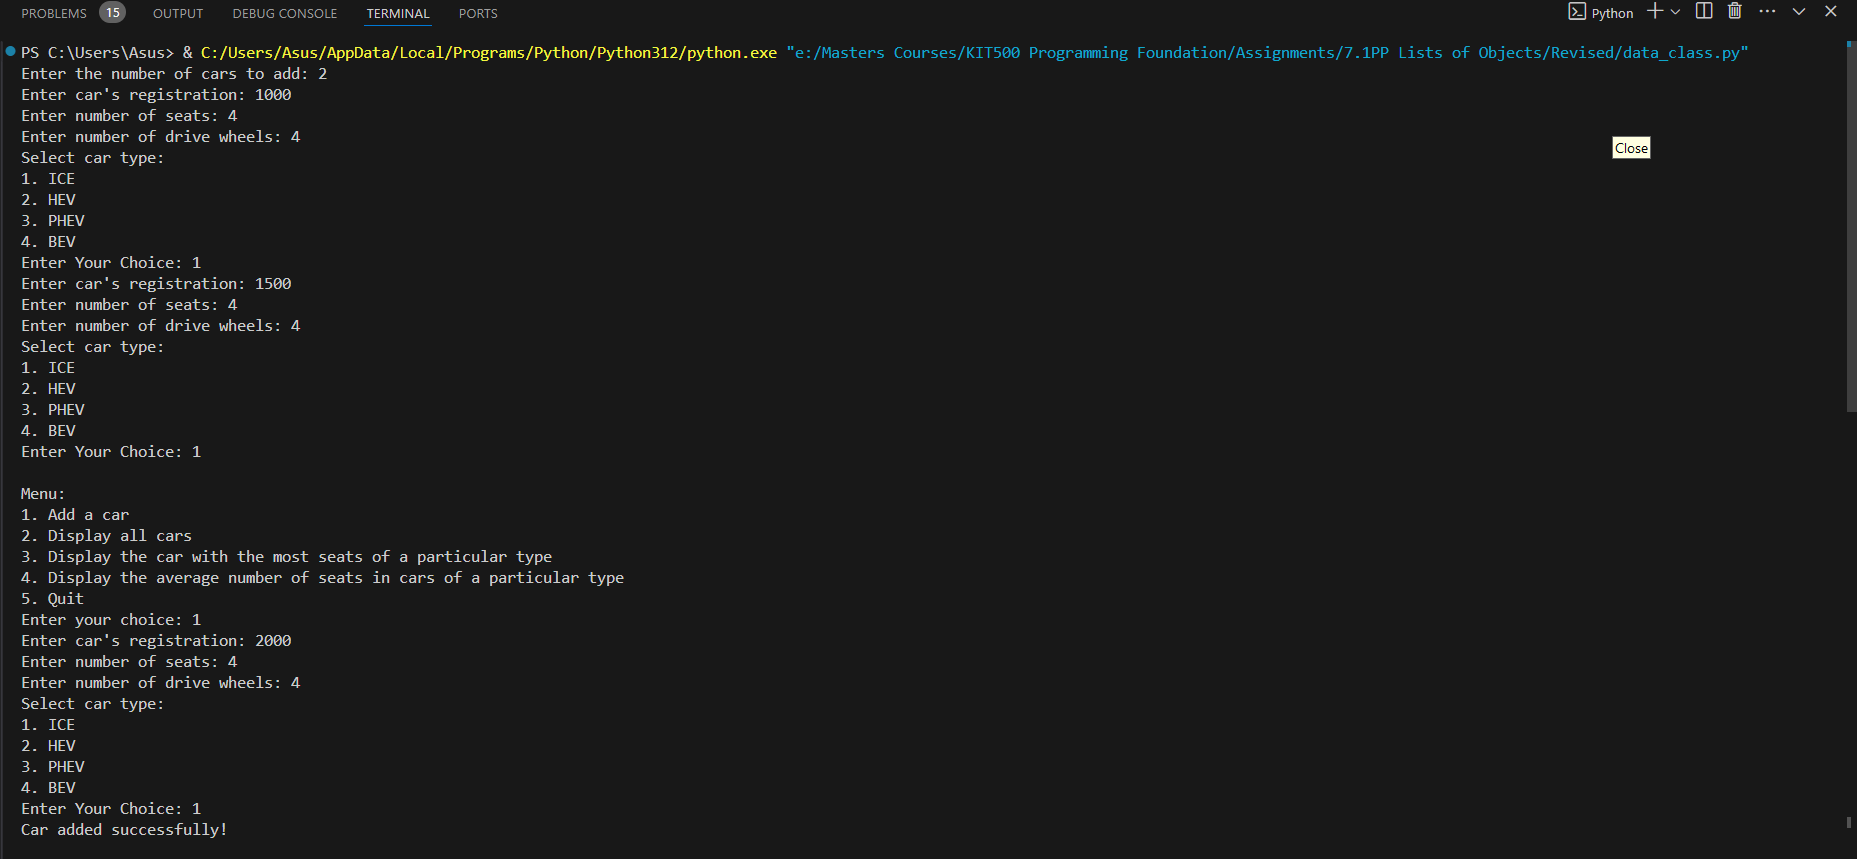 PROBLEMS 15 OUTPUT DEBUG CONSOLE TERMINAL PORTS Python
PS C:\Users\Asus> & C:/Users/Asus/AppData/Local/Programs/Python/Python312/python.exe "e:/Masters Courses/KIT500 Programming Foundation/Assignments/7.1PP Lists of Objects/Revised/data_class.py"
Enter the number of cars to add: 2
Enter car's registration: 1000
Enter number of seats: 4
Enter number of drive wheels: 4
Close
Select car type:
1. ICE
2. HEV
3. PHEV
4. BEV
Enter Your Choice: 1
Enter car's registration: 1500
Enter number of seats: 4
Enter number of drive wheels: 4
Select car type:
1. ICE
2. HEV
3. PHEV
4. BEV
Enter Your Choice: 1
Menu:
1. Add a car
2. Display all cars
3. Display the car with the most seats of a particular type
4. Display the average number of seats in cars of a particular type
5. Quit
Enter your choice: 1
Enter car's registration: 2000
Enter number of seats: 4
Enter number of drive wheels: 4
Select car type:
1. ICE
2. HEV
3. PHEV
4. BEV
Enter Your Choice: 1
Car added successfully!